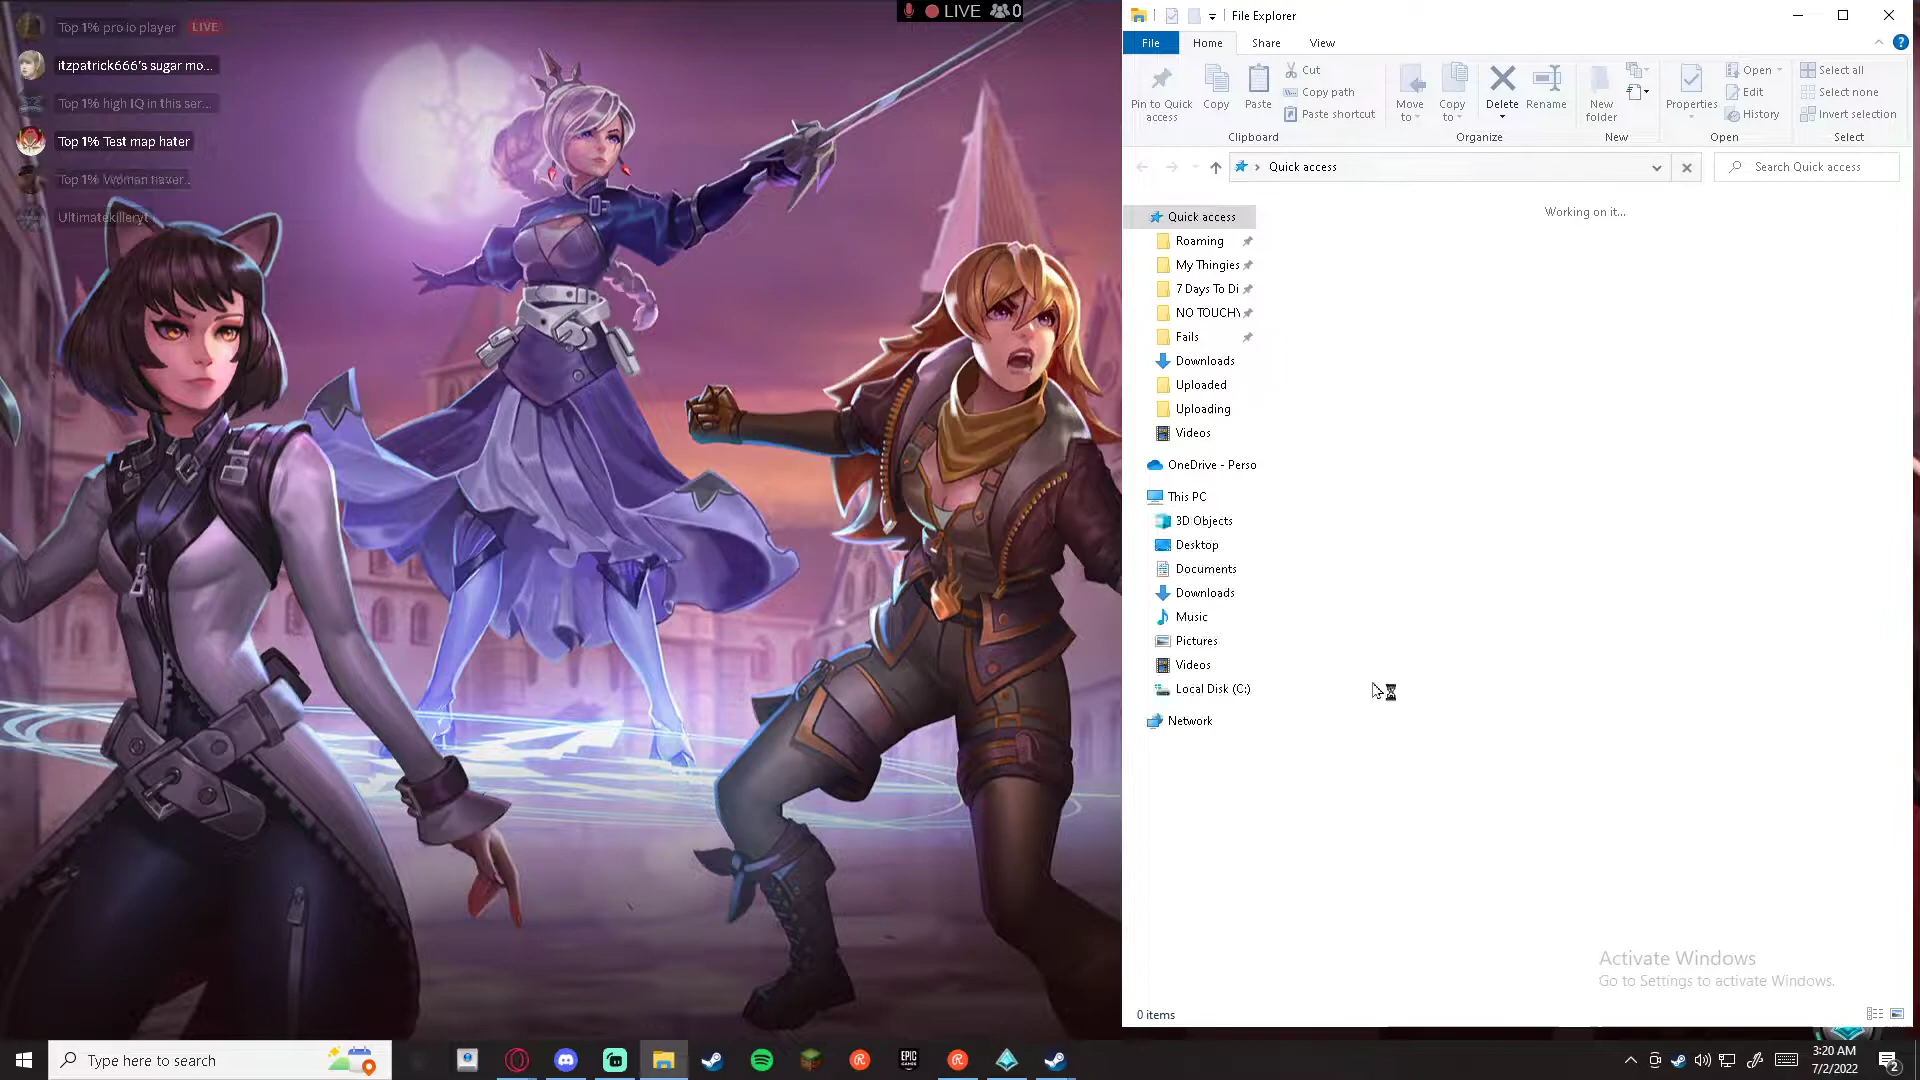 Top 1% pro io player LIVE
itzpatrick666's sugar mo...
Top 1% high IQ in this ser...
Top 1% Test map hater
Top 1% Woman haver..
Ultimatekilleryt
LIVE 0
File Explorer
File Home Share View
Pin to Quick access
Copy
Paste
Cut
Copy path
Paste shortcut
Clipboard
Move to
Copy to
Delete
Rename
Organize
New folder
New
Properties
Open
Edit
History
Open
Select all
Select none
Invert selection
Select
Quick access
Search Quick access
Working on it...
Quick access
Roaming
My Thingies
7 Days To Di
NO TOUCHY
Fails
Downloads
Uploaded
Uploading
Videos
OneDrive - Perso
This PC
3D Objects
Desktop
Documents
Downloads
Music
Pictures
Videos
Local Disk (C:)
Network
Activate Windows
Go to Settings to activate Windows.
0 items
Type here to search
EPIC GAMES
3:20 AM
7/2/2022
2